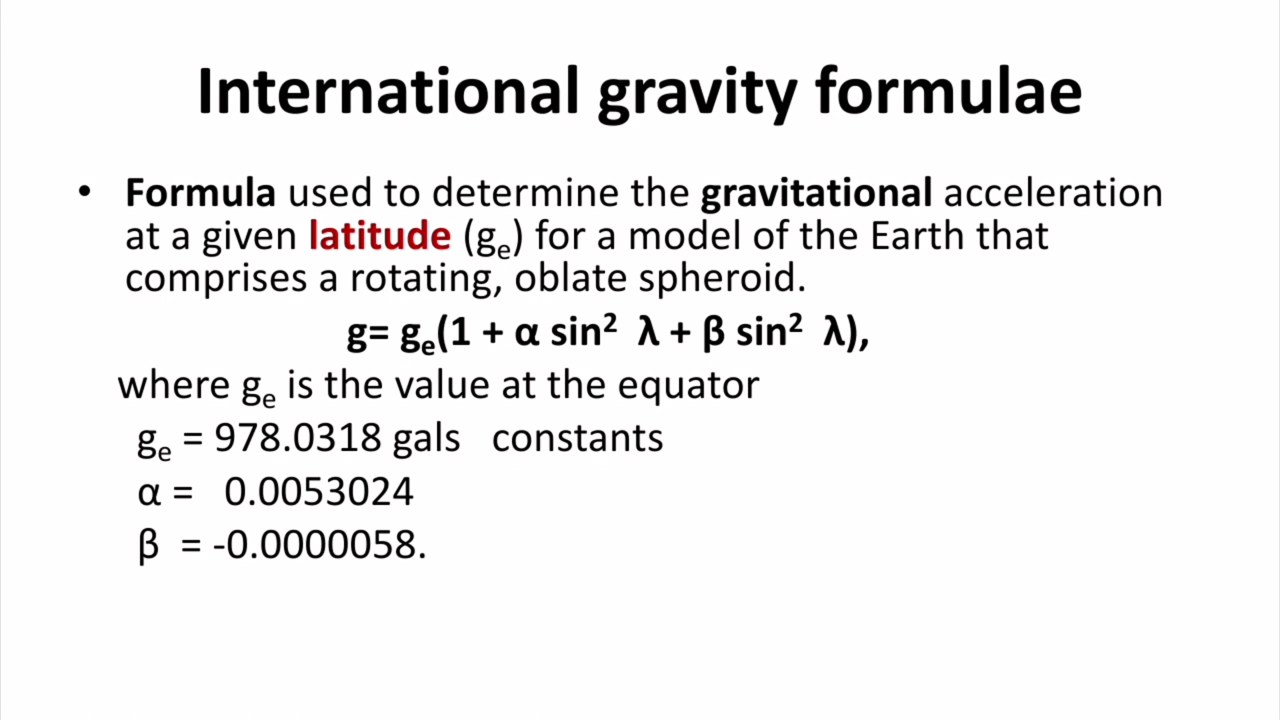 International gravity formulae
• Formula used to determine the gravitational acceleration
at a given latitude (gₑ) for a model of the Earth that
comprises a rotating, oblate spheroid.
g= gₑ(1 + α sin² λ + β sin² λ),
where gₑ is the value at the equator
gₑ = 978.0318 gals constants
α = 0.0053024
β = -0.0000058.